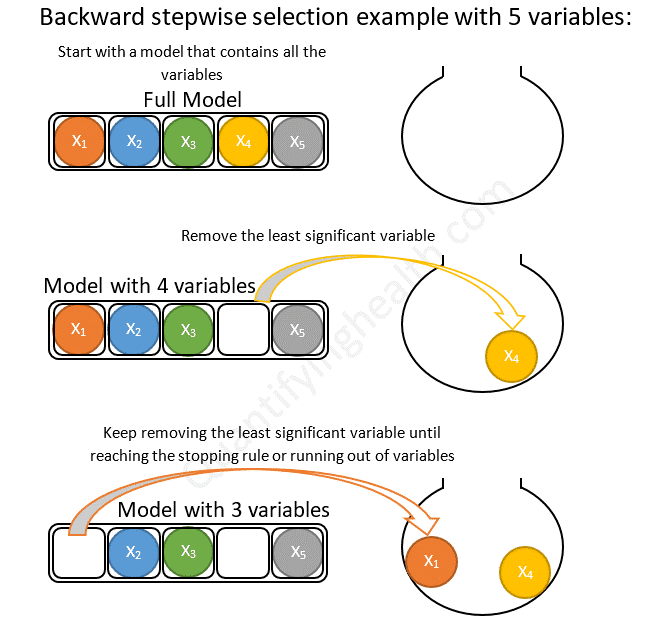 Backward stepwise selection example with 5 variables:
Start with a model that contains all the
variables
Full Model
X₁ X₂ X₃ X₄ X₅
Remove the least significant variable
Model with 4 variables
X₁ X₂ X₃ X₅
X₄
Keep removing the least significant variable until
reaching the stopping rule or running out of variables
Model with 3 variables
X₂ X₃ X₅
X₁ X₄
Quantifyinghealth.com